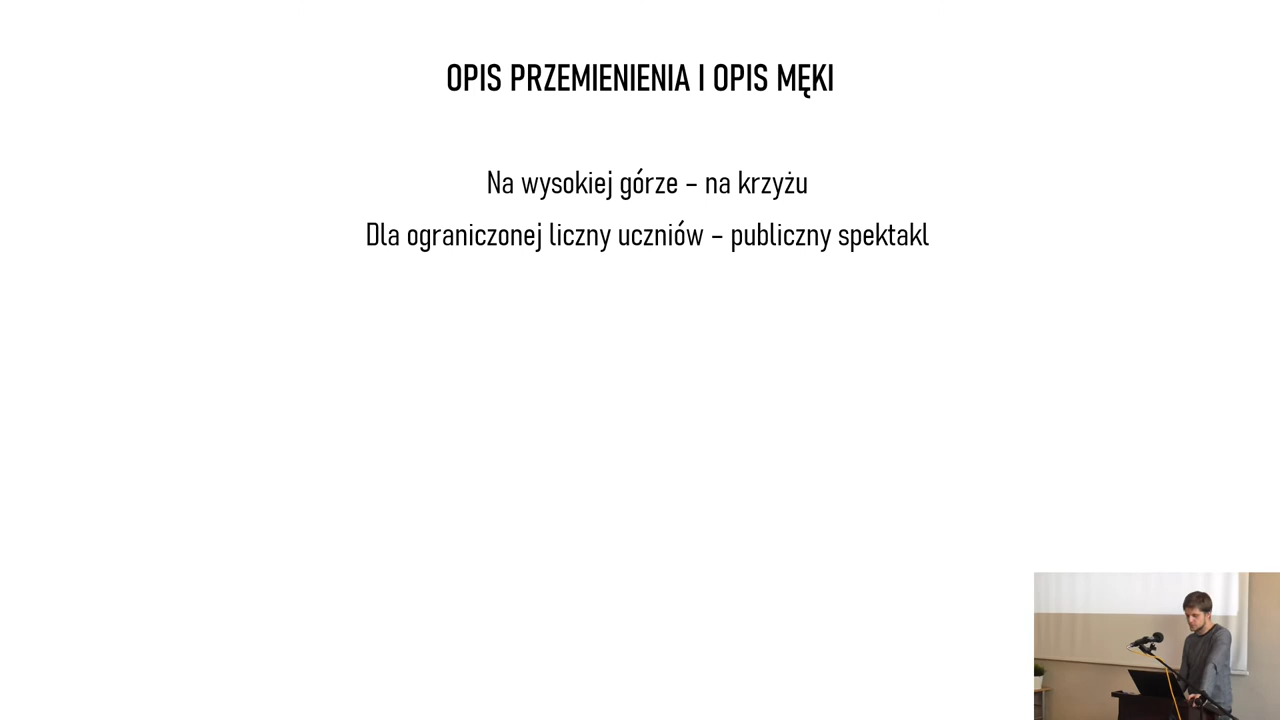 OPIS PRZEMIENIENIA I OPIS MĘKI
Na wysokiej górze – na krzyżu
Dla ograniczonej liczny uczniów – publiczny spektakl